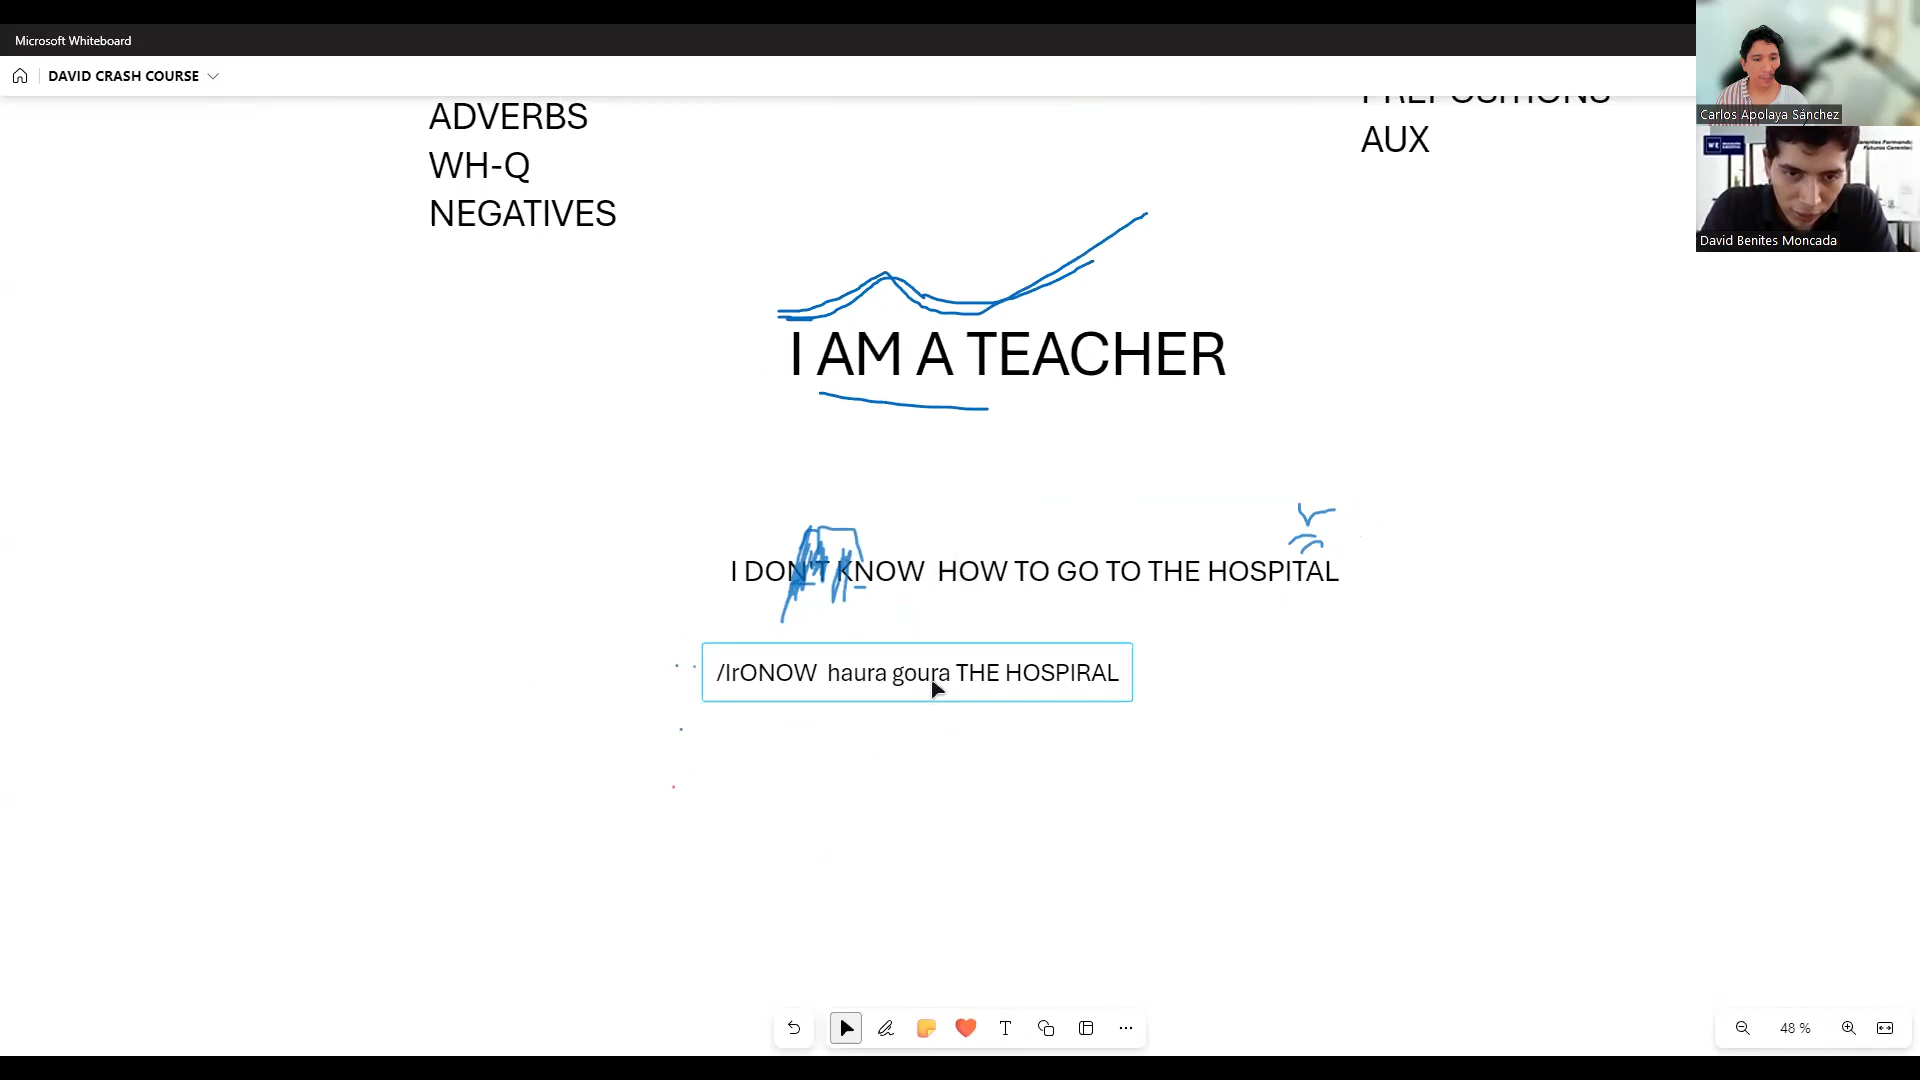 Microsoft Whiteboard
DAVID CRASH COURSE
ADVERBS
WH-Q
NEGATIVES
PREPOSITIONS
AUX
Carlos Apolaya Sánchez
David Benites Moncada
I AM A TEACHER
I DON'T KNOW HOW TO GO TO THE HOSPITAL
/IrONOW haura goura THE HOSPIRAL
48 %